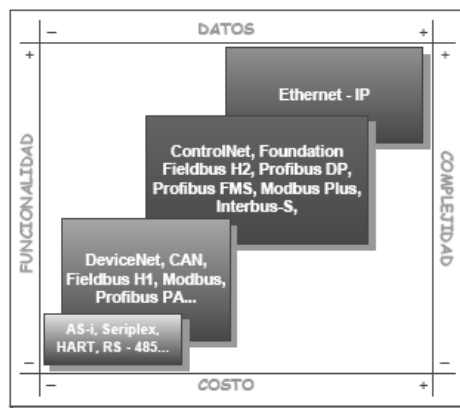 DATOS
FUNCIONALIDAD
COMPLEJIDAD
Ethernet - IP
ControlNet, Foundation
Fieldbus H2, Profibus DP,
Profibus FMS, Modbus Plus,
Interbus-S,
DeviceNet, CAN,
Fieldbus H1, Modbus,
Profibus PA...
AS-i, Seriplex,
HART, RS - 485...
COSTO